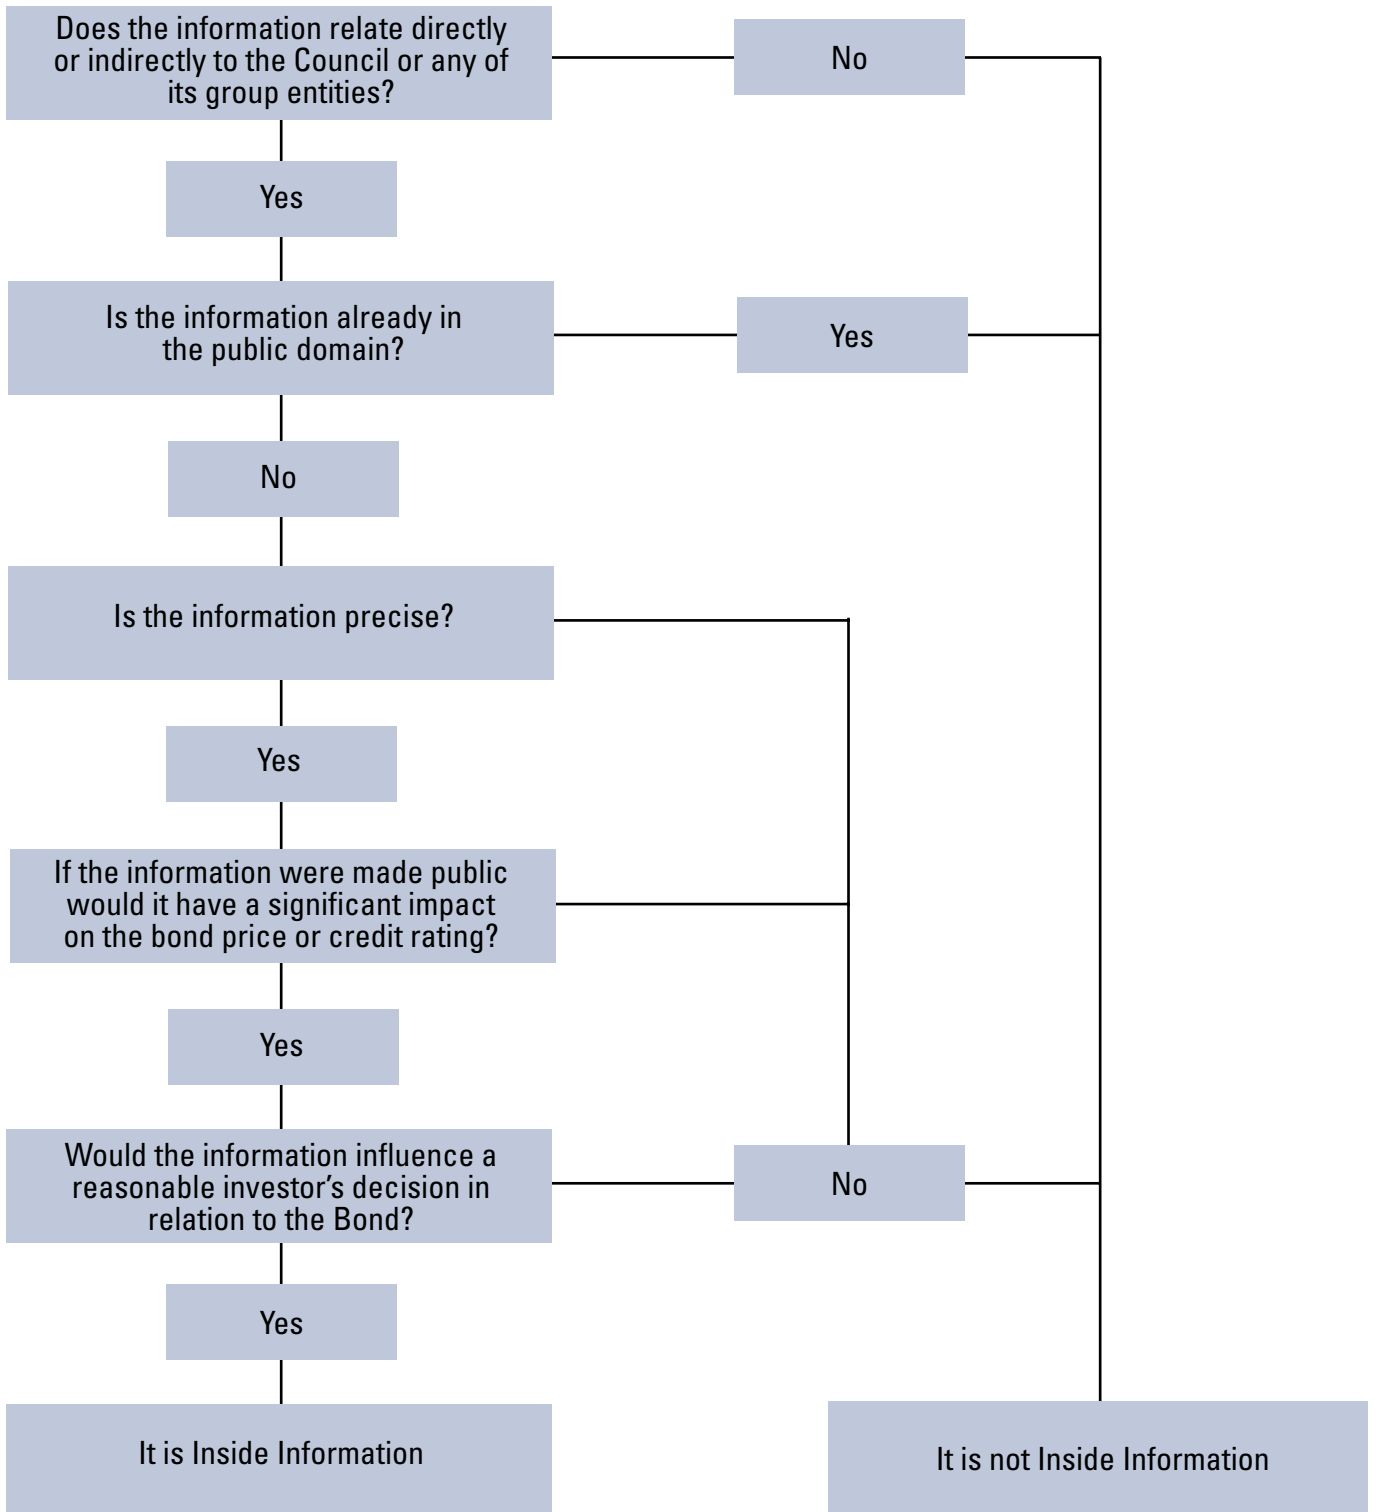 Does the information relate directly
or indirectly to the Council or any of
its group entities?
No
Yes
Is the information already in
the public domain?
Yes
No
Is the information precise?
Yes
If the information were made public
would it have a significant impact
on the bond price or credit rating?
Yes
Would the information influence a
reasonable investor’s decision in
relation to the Bond?
No
Yes
It is Inside Information
It is not Inside Information